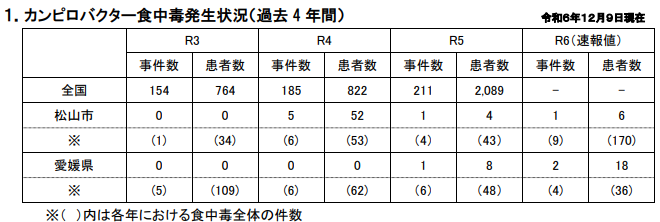 1．カンピロバクター食中毒発生状況（過去４年間）
令和6年12月9日現在
R3 R4 R5 R6（速報値）
事件数 患者数 事件数 患者数 事件数 患者数 事件数 患者数
全国 154 764 185 822 211 2,089 － －
松山市 0 0 5 52 1 4 1 6
※ (1) (34) (6) (53) (4) (43) (9) (170)
愛媛県 0 0 0 0 1 8 2 18
※ (5) (109) (6) (62) (6) (48) (4) (36)
※（ ）内は各年における食中毒全体の件数